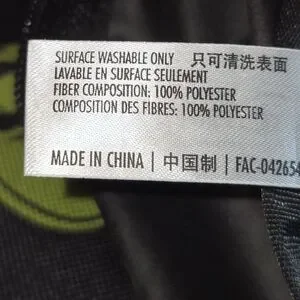 SURFACE WASHABLE ONLY 只可清洗表面
LAVABLE EN SURFACE SEULEMENT
FIBER COMPOSITION: 100% POLYESTER
COMPOSITION DES FIBRES: 100% POLYESTER
MADE IN CHINA | 中国制 | FAC-042654